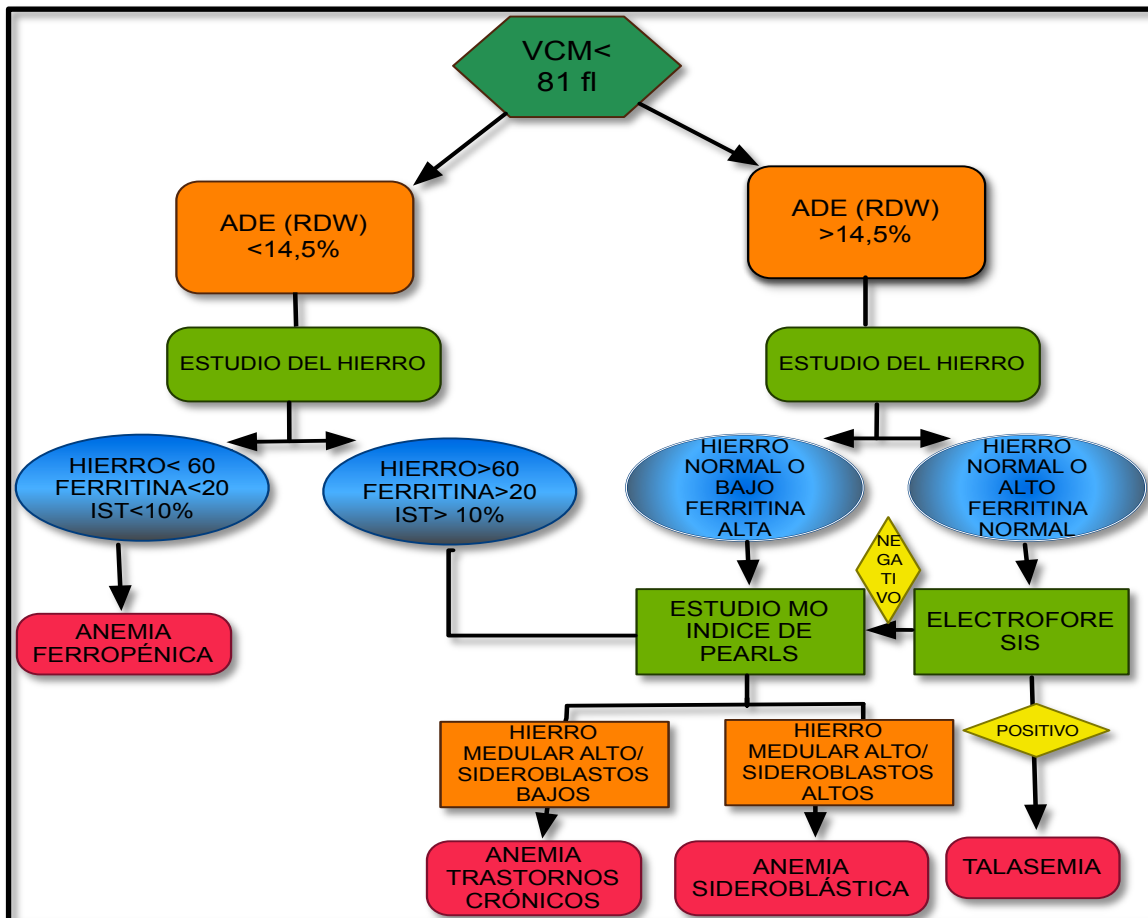 VCM<
81 fl
ADE (RDW)
<14,5%
ADE (RDW)
>14,5%
ESTUDIO DEL HIERRO
ESTUDIO DEL HIERRO
HIERRO< 60
FERRITINA<20
IST<10%
HIERRO>60
FERRITINA>20
IST> 10%
HIERRO
NORMAL O
BAJO
FERRITINA
ALTA
HIERRO
NORMAL O
ALTO
FERRITINA
NORMAL
NE
GA
TI
VO
ANEMIA
FERROPÉNICA
ESTUDIO MO
INDICE DE
PEARLS
ELECTROFORE
SIS
HIERRO
MEDULAR ALTO/
SIDEROBLASTOS
BAJOS
HIERRO
MEDULAR ALTO/
SIDEROBLASTOS
ALTOS
POSITIVO
ANEMIA
TRASTORNOS
CRÓNICOS
ANEMIA
SIDEROBLÁSTICA
TALASEMIA